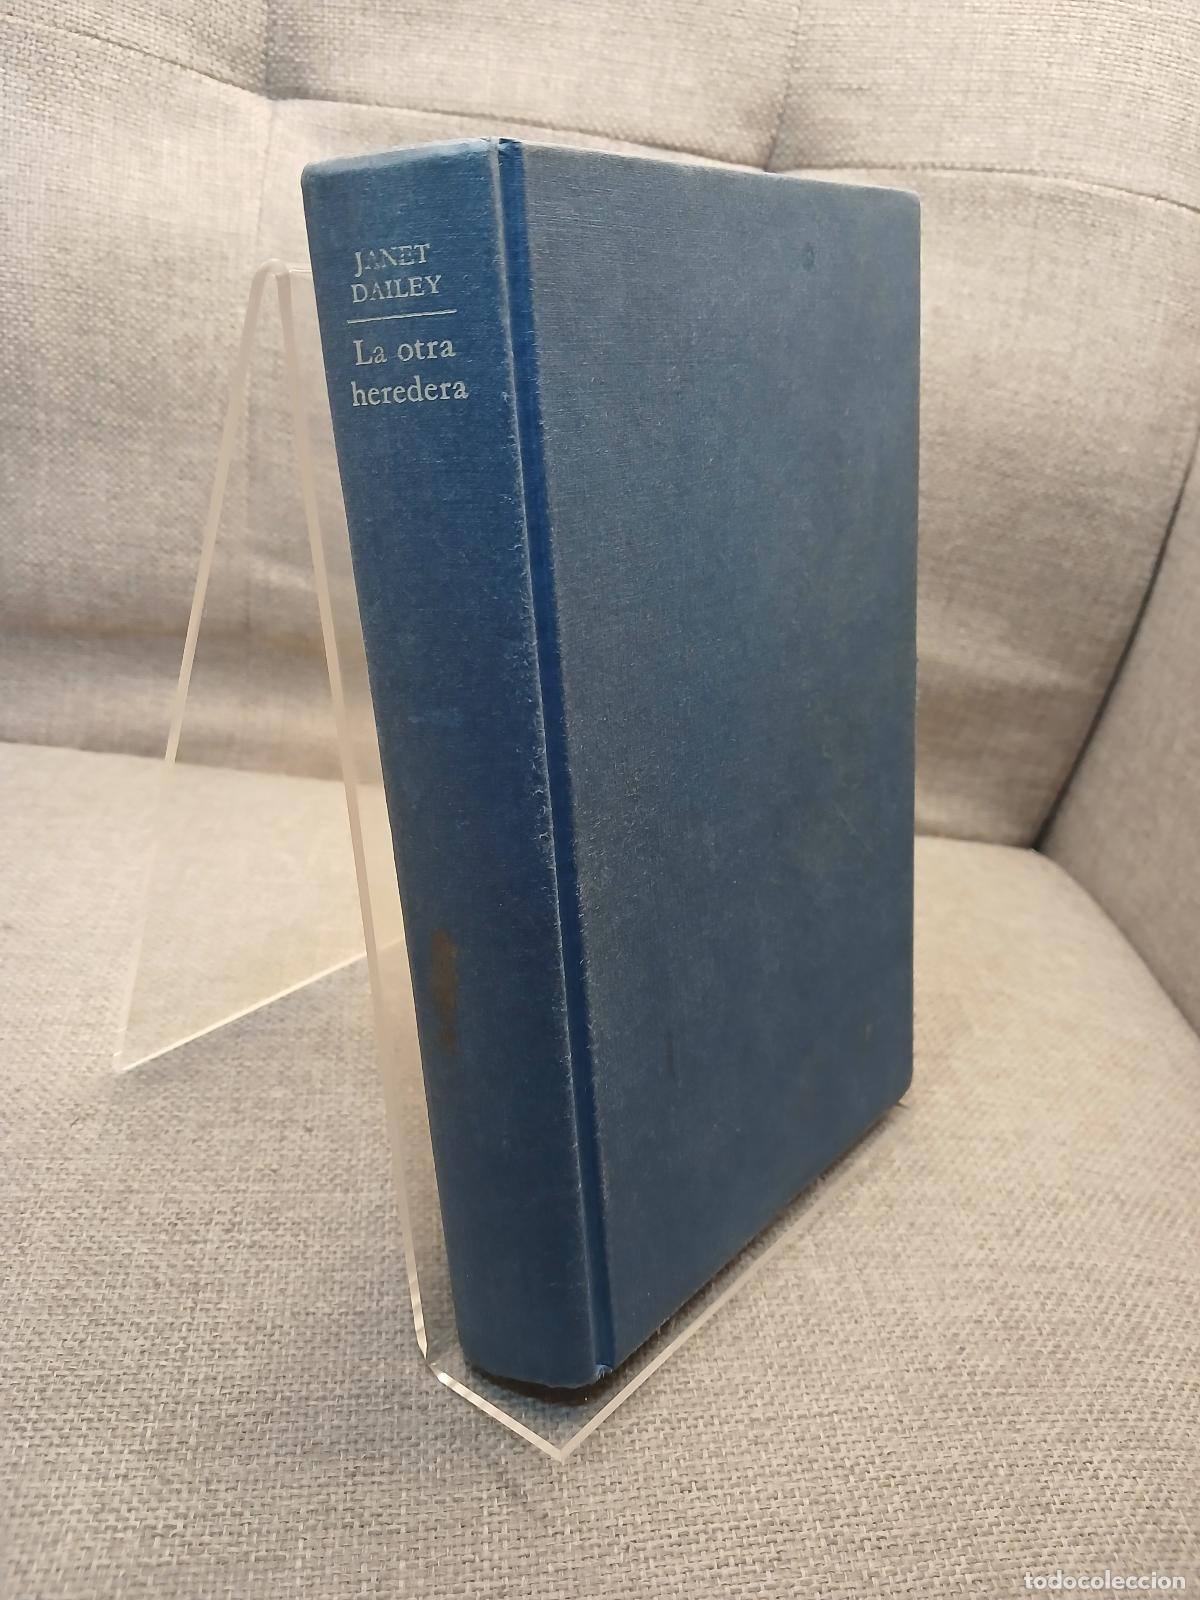 JANET
DAILEY
La otra
heredera
todocoleccion